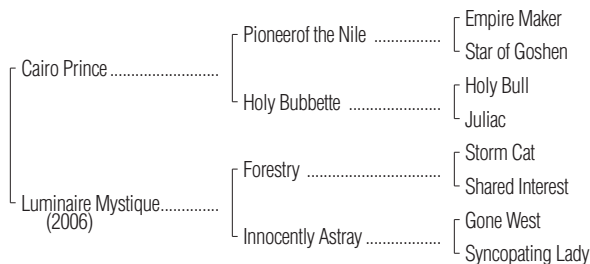 Empire Maker
Pioneerof the Nile ..................
Star of Goshen
Cairo Prince ........................
Holy Bull
Holy Bubbette .....................
Juliac
Storm Cat
Forestry ..............................
Shared Interest
Luminaire Mystique..............
(2006)
Gone West
Innocently Astray .................
Syncopating Lady